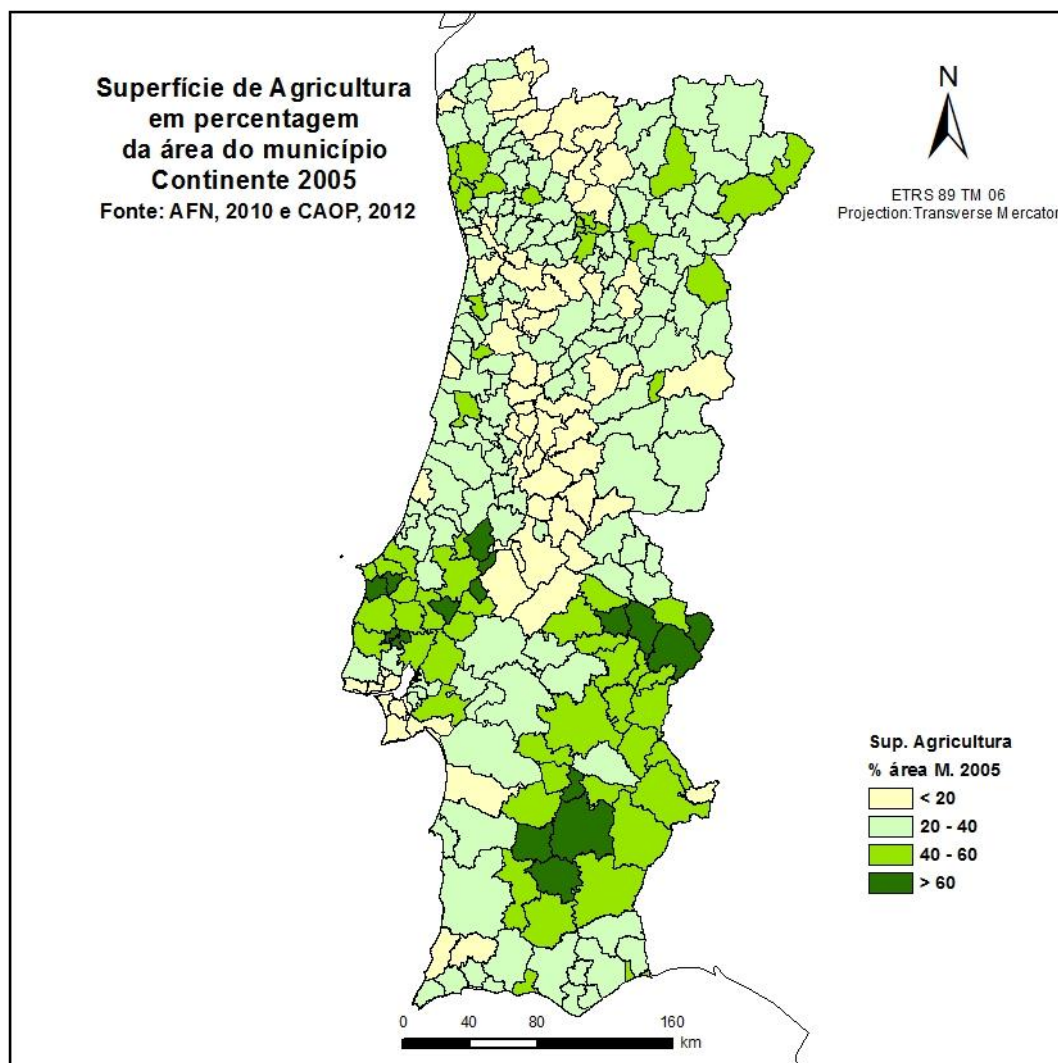 Superfície de Agricultura
em percentagem
da área do município
Continente 2005
Fonte: AFN, 2010 e CAOP, 2012
N
ETRS 89 TM 06
Projection: Transverse Mercator
Sup. Agricultura
% área M. 2005
< 20
20 - 40
40 - 60
> 60
0 40 80 160
km